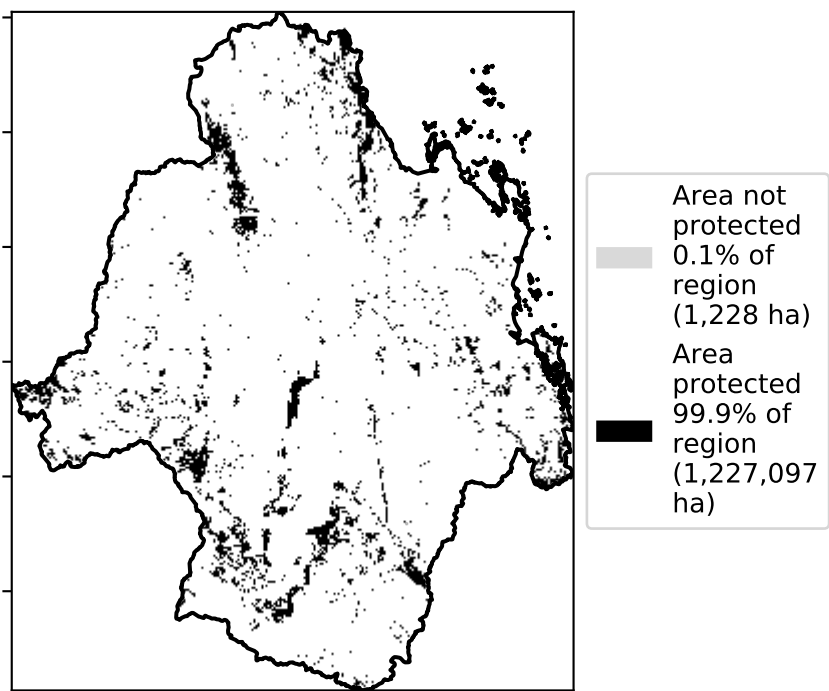 Area not
protected
0.1% of
region
(1,228 ha)
Area
protected
99.9% of
region
(1,227,097
ha)